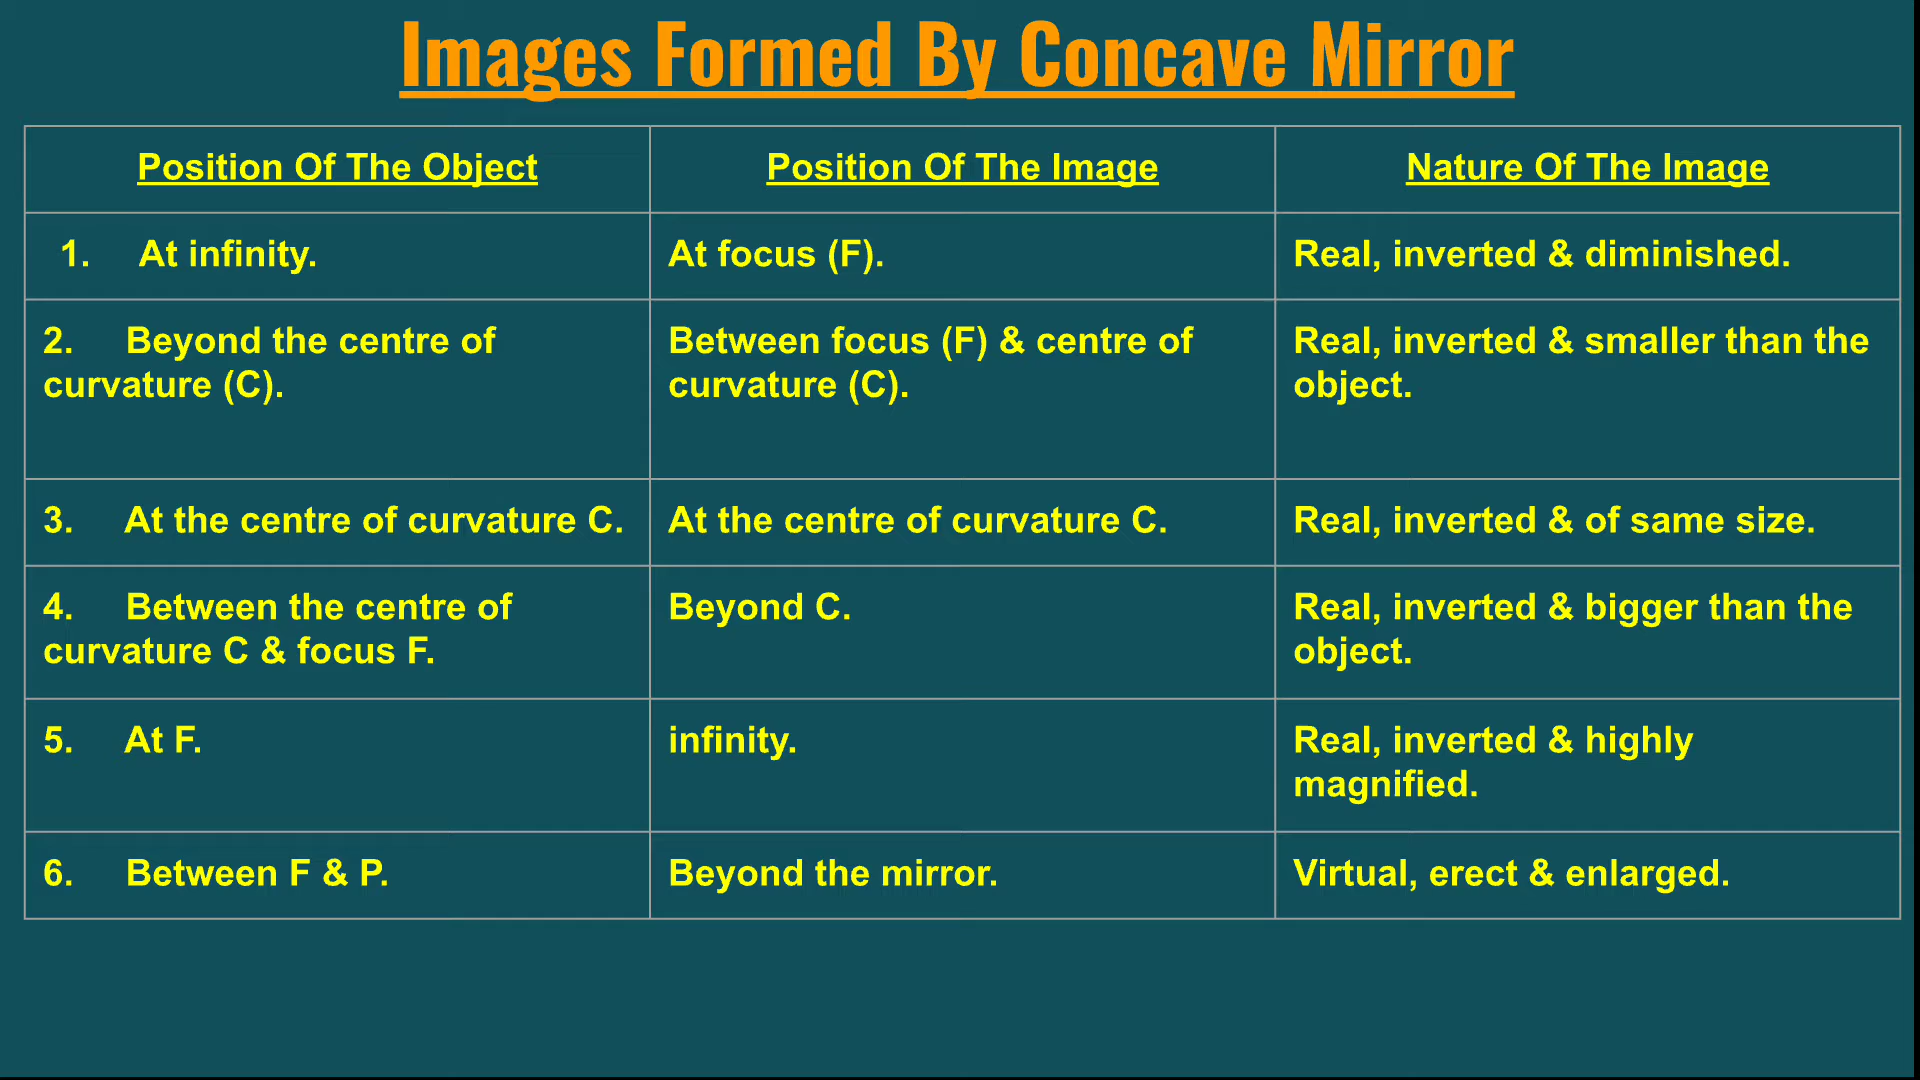 Images Formed By Concave Mirror
Position Of The Object
Position Of The Image
Nature Of The Image
1. At infinity.
At focus (F).
Real, inverted & diminished.
2. Beyond the centre of
curvature (C).
Between focus (F) & centre of
curvature (C).
Real, inverted & smaller than the
object.
3. At the centre of curvature C.
At the centre of curvature C.
Real, inverted & of same size.
4. Between the centre of
curvature C & focus F.
Beyond C.
Real, inverted & bigger than the
object.
5. At F.
infinity.
Real, inverted & highly
magnified.
6. Between F & P.
Beyond the mirror.
Virtual, erect & enlarged.